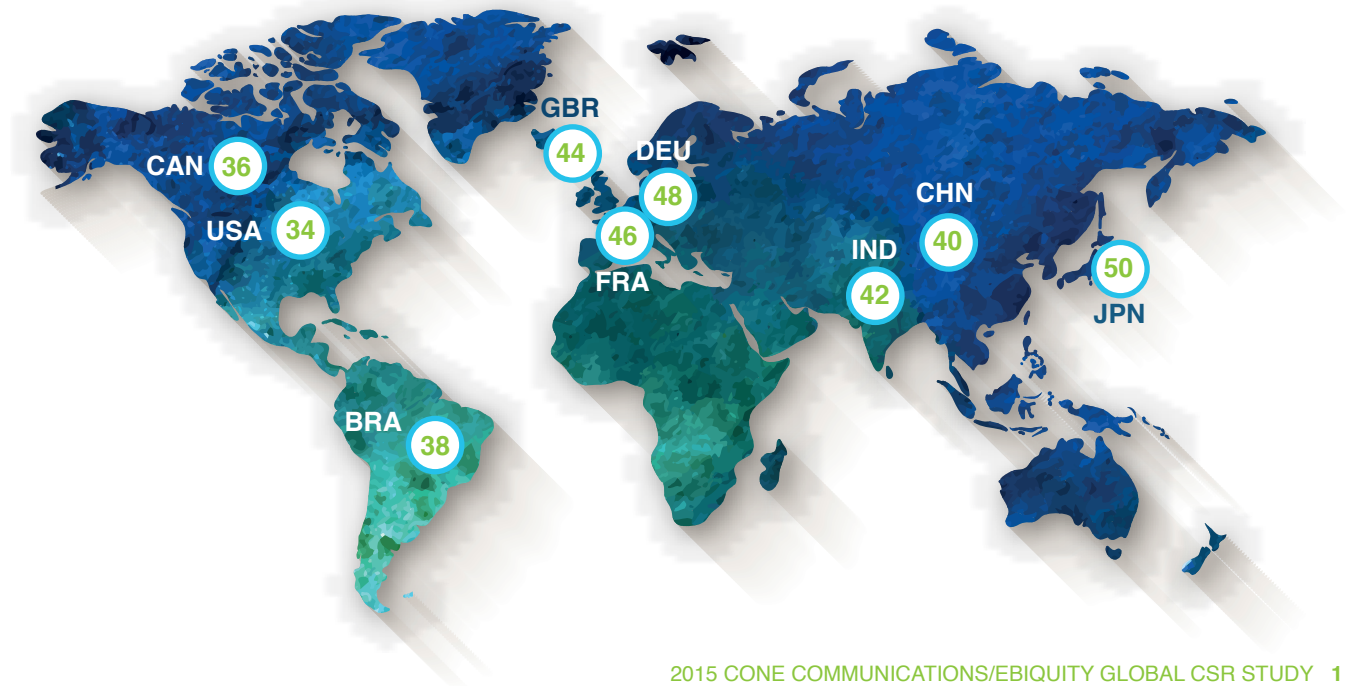 GBR
44
DEU
48
CAN
36
USA
34
46
FRA
CHN
40
IND
42
50
JPN
BRA
38
2015 CONE COMMUNICATIONS/EBIQUITY GLOBAL CSR STUDY 1